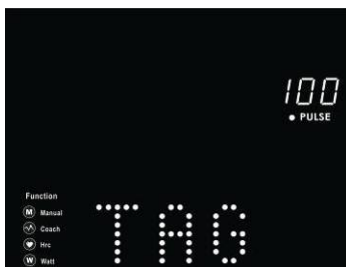 100
PULSE
Function
M Manual
Coach
Hrc
W Watt
TAG